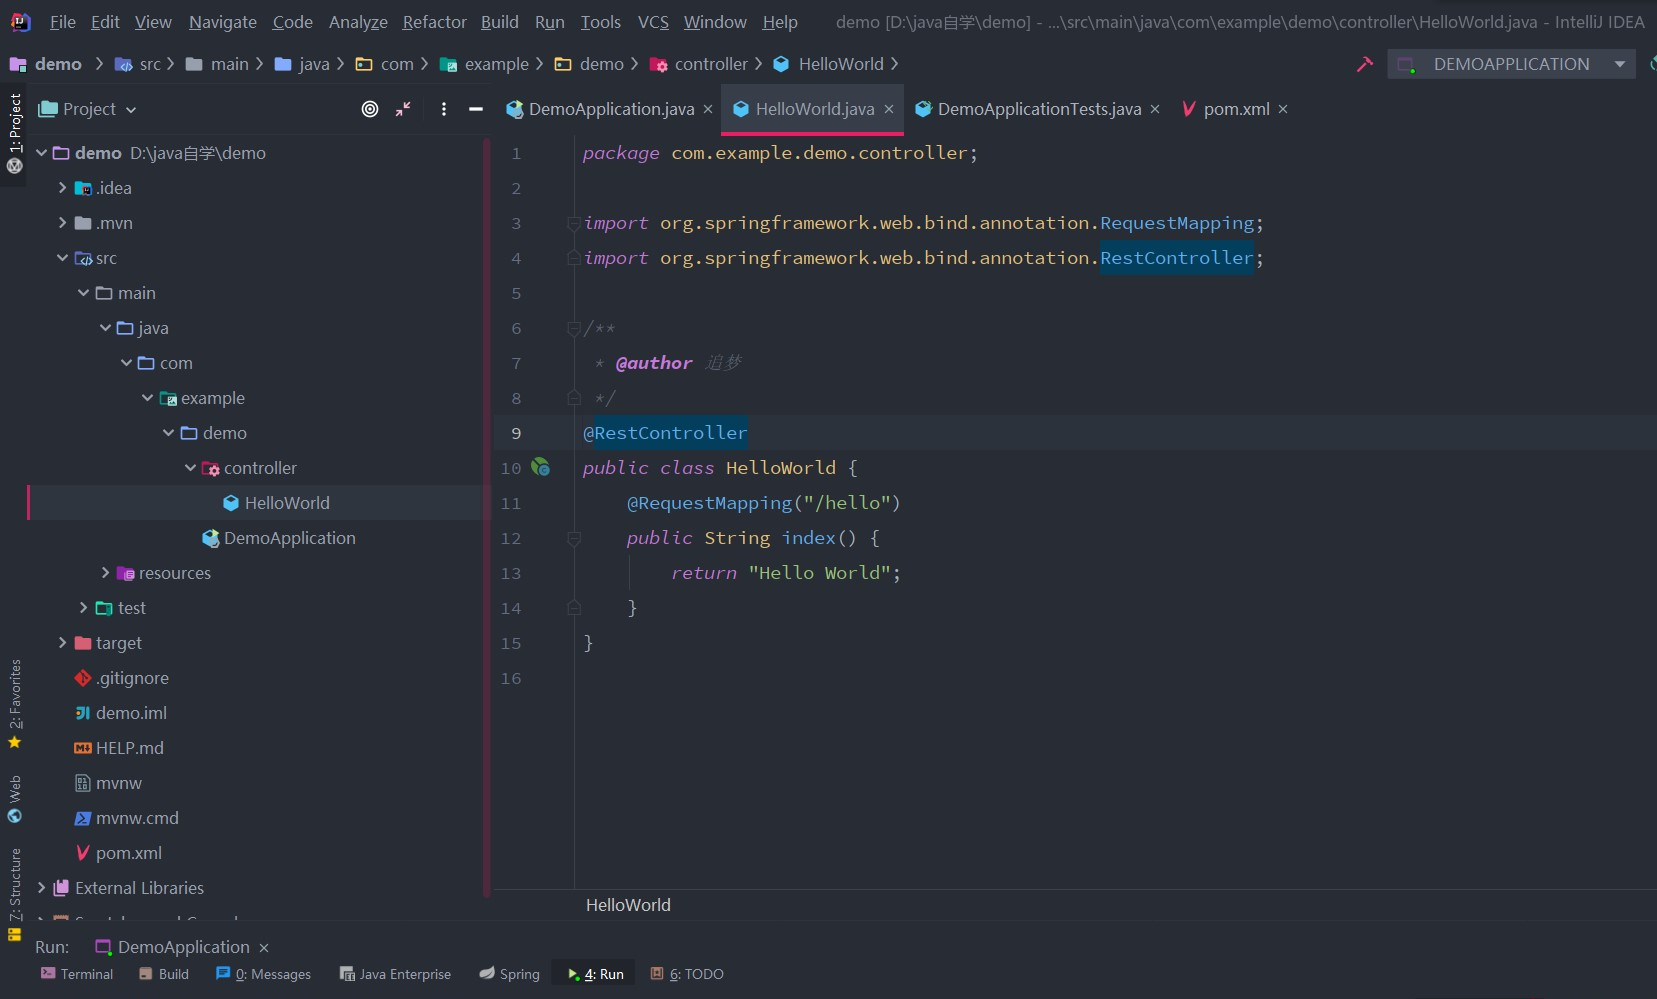 File Edit View Navigate Code Analyze Refactor Build Run Tools VCS Window Help demo [D:\java自学\demo] - ...\src\main\java\com\example\demo\controller\HelloWorld.java - IntelliJ IDEA
demo src main java com example demo controller HelloWorld DEMOAPPLICATION
1: Project
Project
DemoApplication.java HelloWorld.java DemoApplicationTests.java pom.xml
demo D:\java自学\demo
.idea
.mvn
src
main
java
com
example
demo
controller
HelloWorld
DemoApplication
resources
test
target
.gitignore
demo.iml
HELP.md
mvnw
mvnw.cmd
pom.xml
External Libraries
2: Favorites
Web
7: Structure
1 package com.example.demo.controller;
2
3 import org.springframework.web.bind.annotation.RequestMapping;
4 import org.springframework.web.bind.annotation.RestController;
5
6 /**
7 * @author 追梦
8 */
9 @RestController
10 public class HelloWorld {
11 @RequestMapping("/hello")
12 public String index() {
13 return "Hello World";
14 }
15 }
16
HelloWorld
Run: DemoApplication
Terminal Build 0: Messages Java Enterprise Spring 4: Run 6: TODO